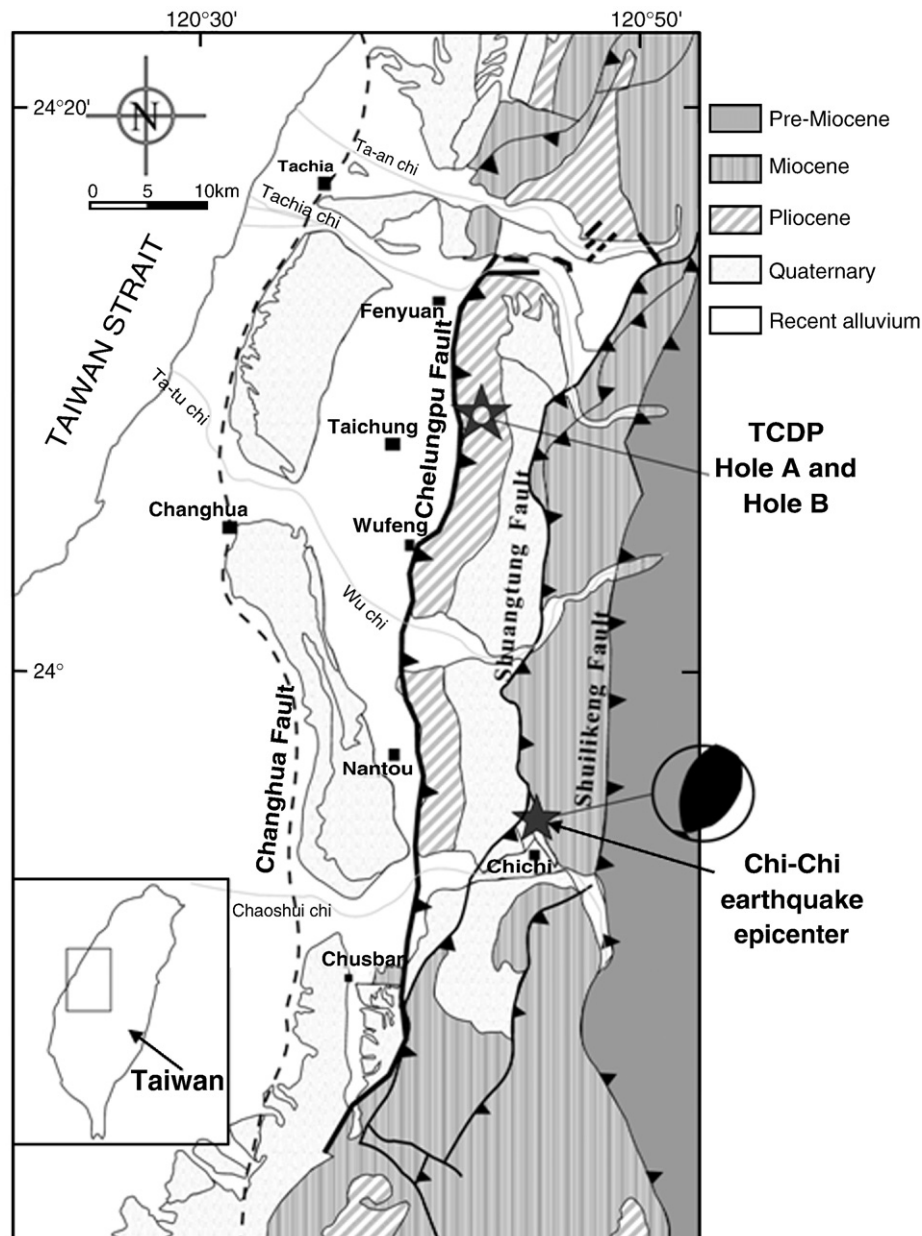 120°30'
120°50'
24°20'
N
0 5 10km
Ta-an chi
Tachia
Tachia chi
TAIWAN STRAIT
Fenyuan
Chelungpu Fault
Ta-tu chi
Taichung
Changhua
Wufeng
Wu chi
Shuangtung Fault
Shuilikeng Fault
24°
Changhua Fault
Nantou
Chichi
Chaoshui chi
Chusban
Taiwan
Pre-Miocene
Miocene
Pliocene
Quaternary
Recent alluvium
TCDP
Hole A and
Hole B
Chi-Chi
earthquake
epicenter